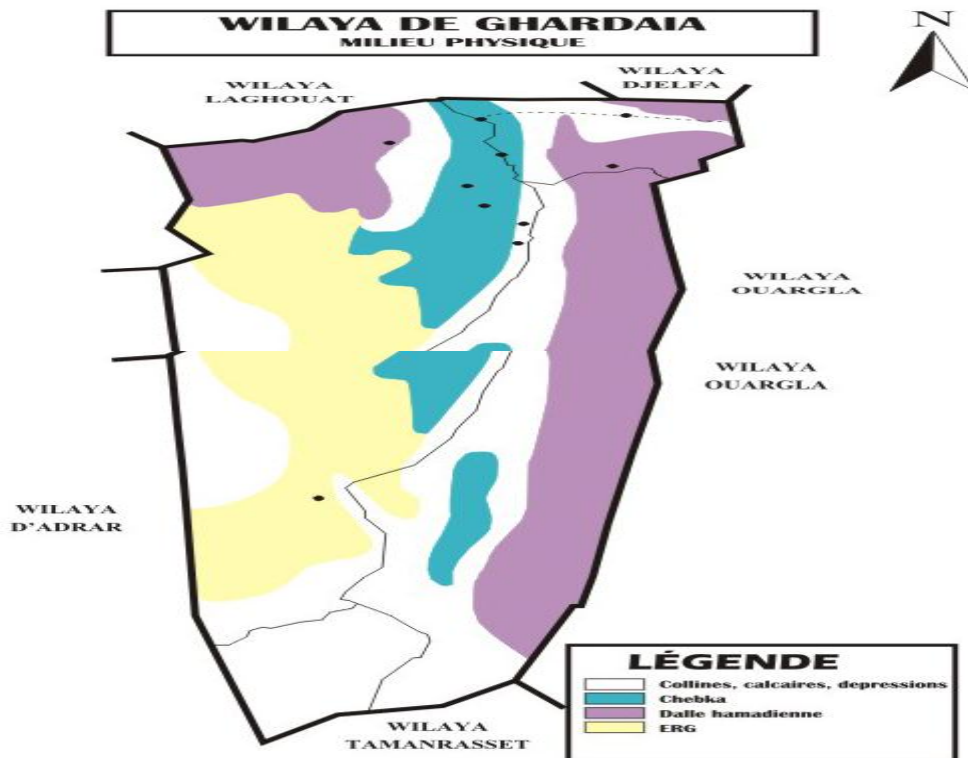 WILAYA DE GHARDAIA
MILIEU PHYSIQUE
N
WILAYA
LAGHOUAT
WILAYA
DJELFA
WILAYA
OUARGLA
WILAYA
OUARGLA
WILAYA
D'ADRAR
WILAYA
TAMANRASSET
LÉGENDE
Collines, calcaires, depressions
Chebka
Dalle hamadienne
ERG